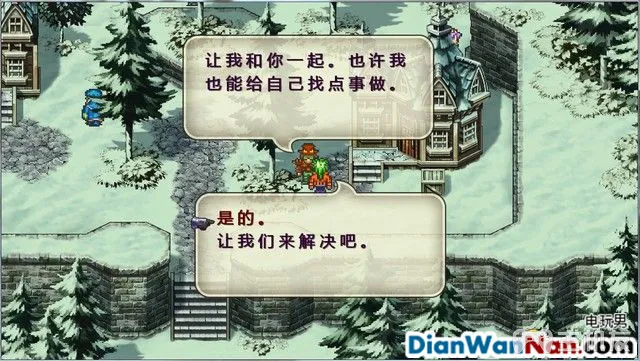 让我和你一起。也许我
也能给自己找点事做。
是的。
让我们来解决吧。
电玩男
DianWanNan.com